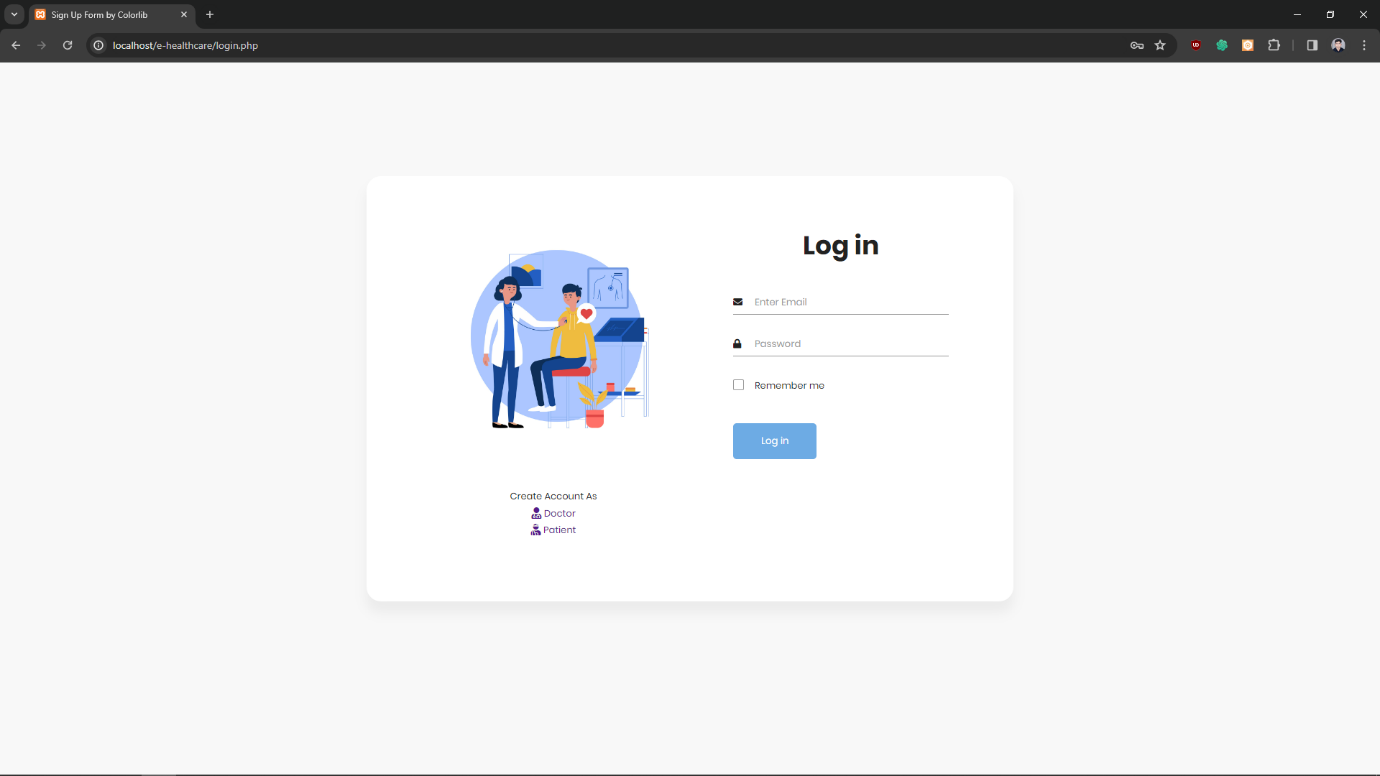 Sign Up Form by Colorlib
localhost/e-healthcare/login.php
Log in
Enter Email
Password
Remember me
Log in
Create Account As
Doctor
Patient